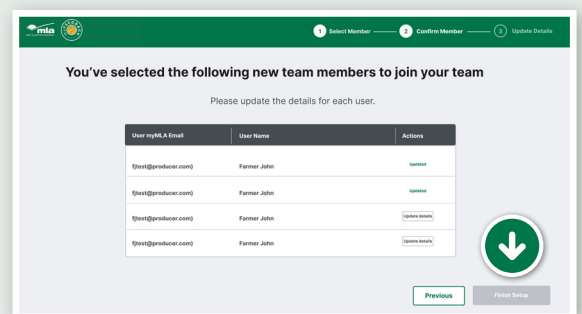 mla
1 Select Member 2 Confirm Member 3 Update Details
You've selected the following new team members to join your team
Please update the details for each user.
User myMLA Email User Name Actions
fjtest@producer.com) Farmer John Updated
fjtest@producer.com) Farmer John Updated
fjtest@producer.com) Farmer John Update details
fjtest@producer.com) Farmer John Update details
Previous Finish Setup